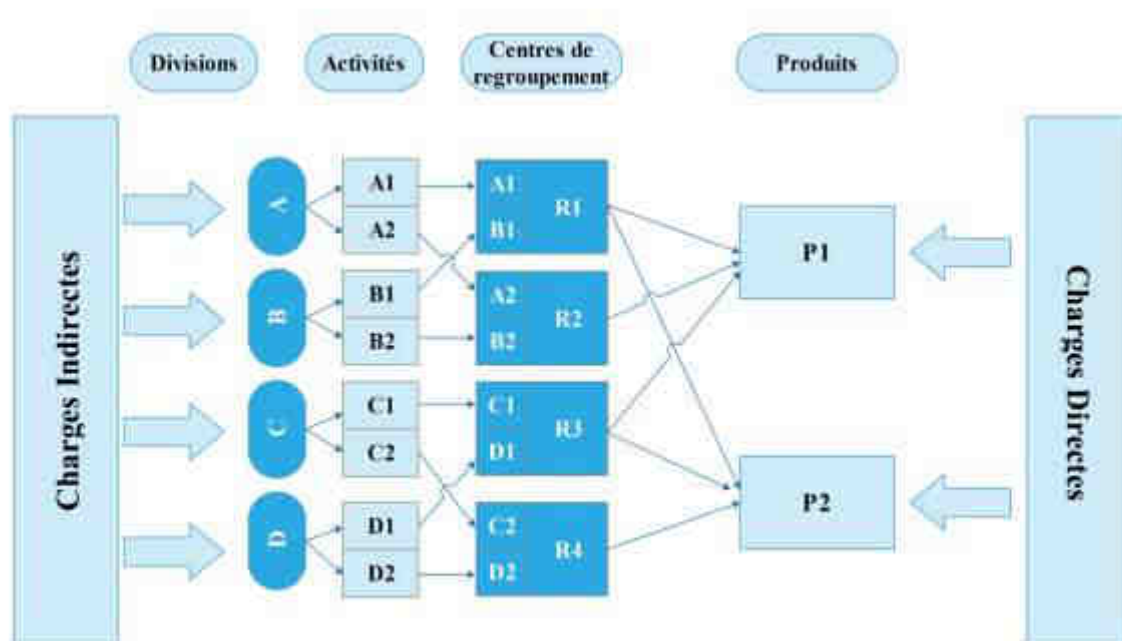 Divisions
Activités
Centres de
regroupement
Produits
Charges Indirectes
A
B
C
D
A1
A2
B1
B2
C1
C2
D1
D2
A1
R1
B1
A2
R2
B2
C1
R3
D1
C2
R4
D2
P1
P2
Charges Directes